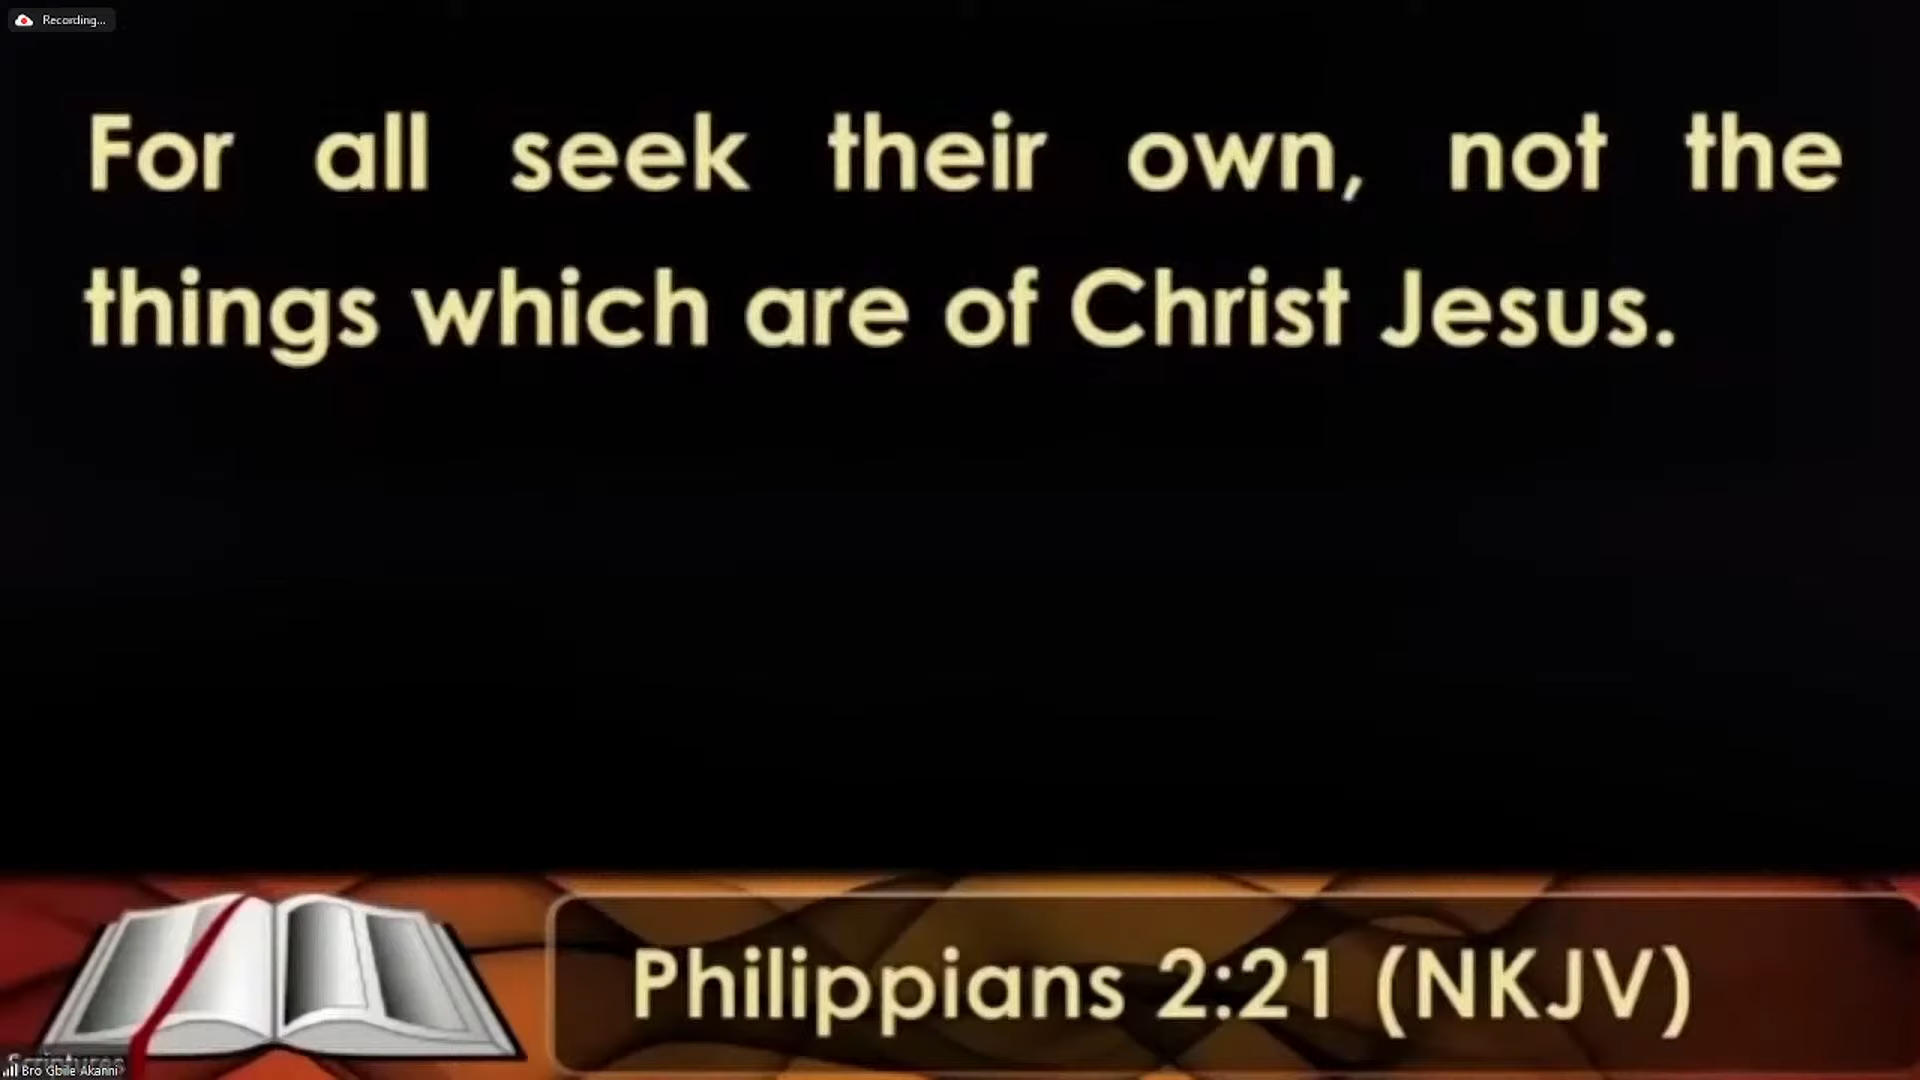 Recording...
For all seek their own, not the
things which are of Christ Jesus.
Philippians 2:21 (NKJV)
Scriptures
Bro Gbile Akanni